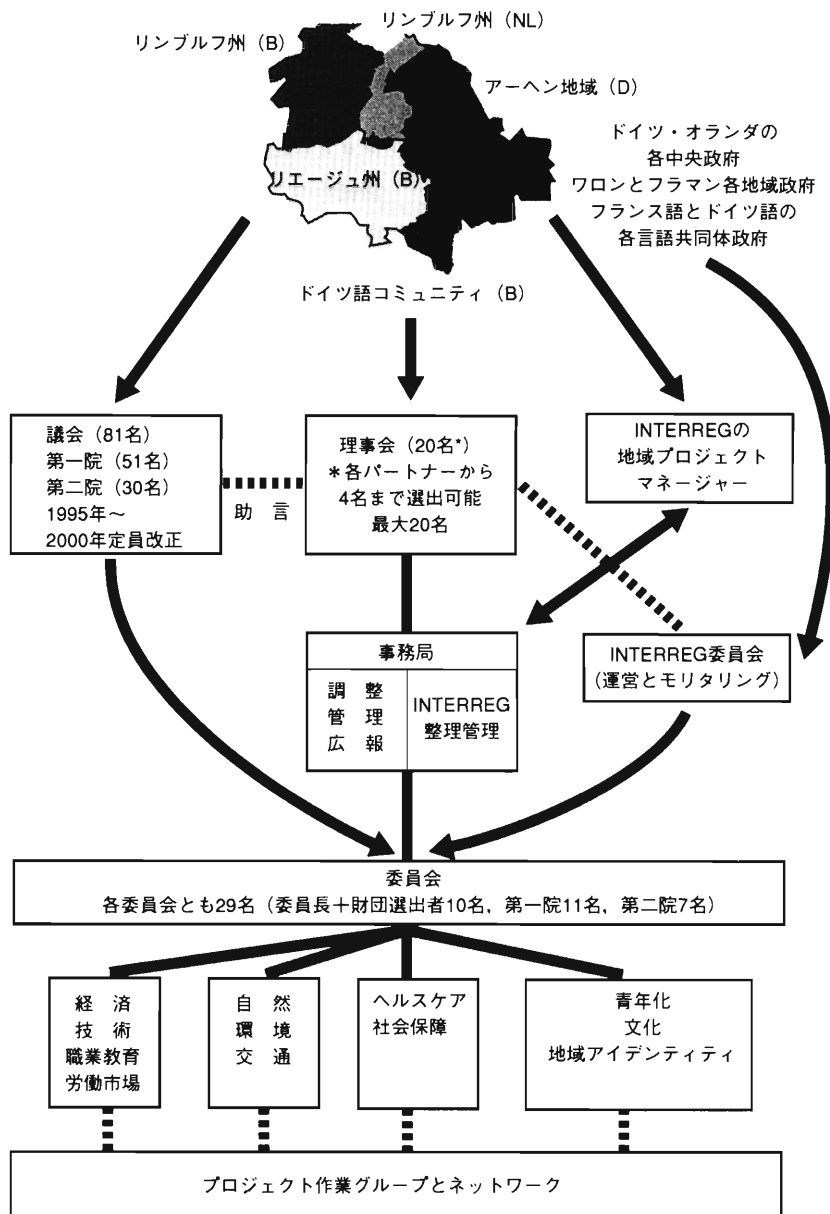 リンブルフ州（NL）
リンブルフ州（B）
アーヘン地域（D）
リエージュ州（B）
ドイツ語コミュニティ（B）
ドイツ・オランダの
各中央政府
ワロンとフラマン各地域政府
フランス語とドイツ語の
各言語共同体政府
議会（81名）
第一院（51名）
第二院（30名）
1995年～
2000年定員改正
助　言
理事会（20名*）
＊各パートナーから
4名まで選出可能
最大20名
INTERREGの
地域プロジェクト
マネージャー
事務局
調　整
管　理
広　報
INTERREG
整理管理
INTERREG委員会
（運営とモリタリング）
委員会
各委員会とも29名（委員長＋財団選出者10名，第一院11名，第二院7名）
経　済
技　術
職業教育
労働市場
自　然
環　境
交　通
ヘルスケア
社会保障
青年化
文化
地域アイデンティティ
プロジェクト作業グループとネットワーク